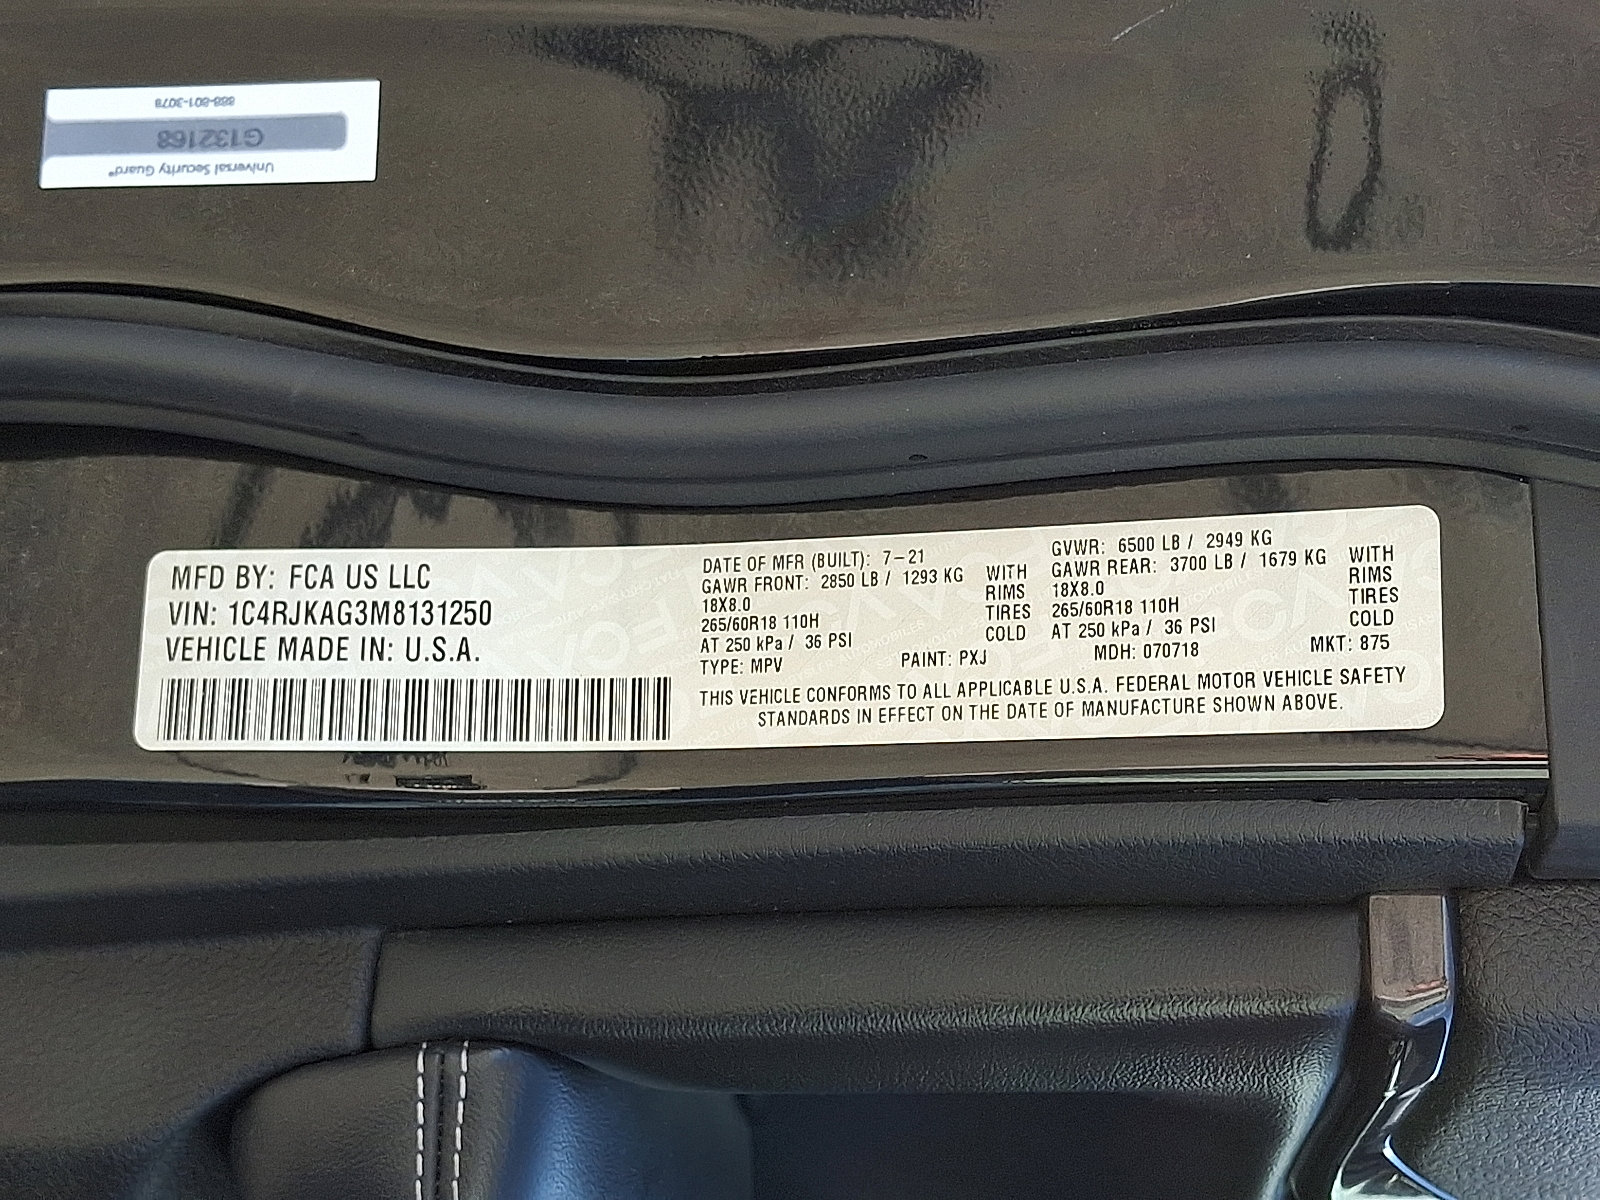 Universal Security Guard®
G132168
888-801-3078
MFD BY: FCA US LLC
VIN: 1C4RJKAG3M8131250
VEHICLE MADE IN: U.S.A.
DATE OF MFR (BUILT): 7-21
GAWR FRONT: 2850 LB / 1293 KG WITH
18X8.0 RIMS
265/60R18 110H TIRES
AT 250 kPa / 36 PSI COLD
TYPE: MPV PAINT: PXJ
GVWR: 6500 LB / 2949 KG
GAWR REAR: 3700 LB / 1679 KG WITH
18X8.0 RIMS
265/60R18 110H TIRES
AT 250 kPa / 36 PSI COLD
MDH: 070718 MKT: 875
THIS VEHICLE CONFORMS TO ALL APPLICABLE U.S.A. FEDERAL MOTOR VEHICLE SAFETY
STANDARDS IN EFFECT ON THE DATE OF MANUFACTURE SHOWN ABOVE.